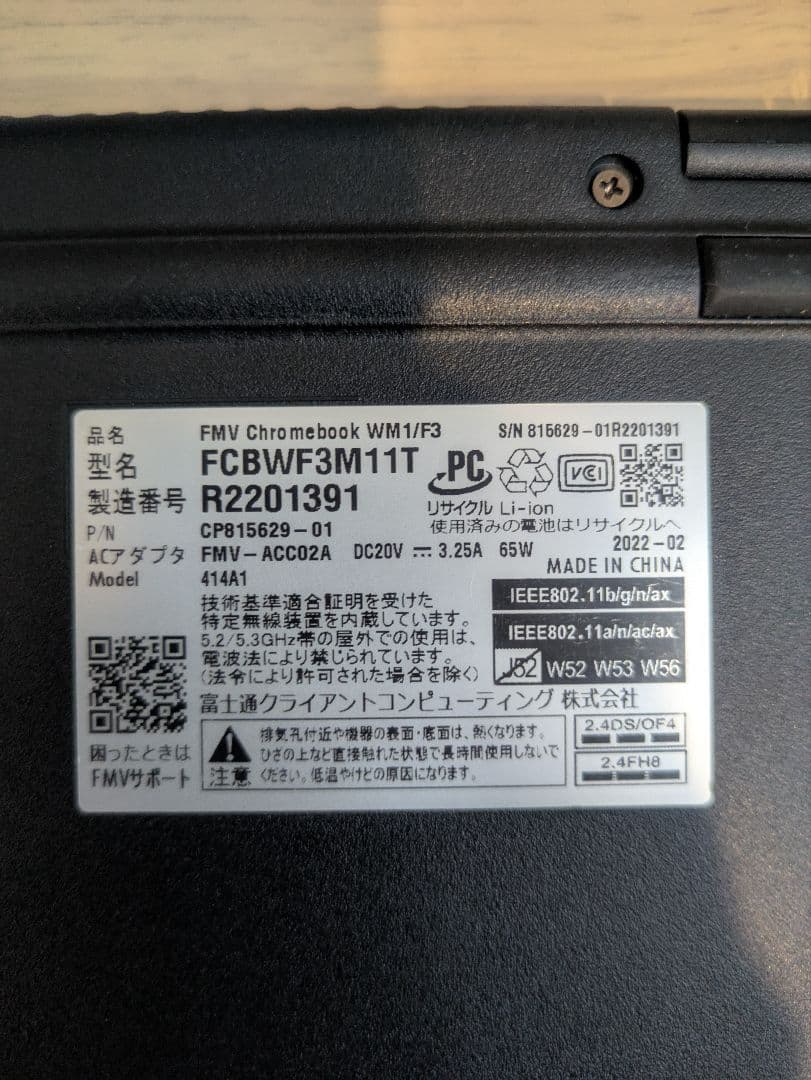 品名 FMV Chromebook WM1/F3 S/N 815629-01R2201391
型名 FCBWF3M11T
製造番号 R2201391
PC
リサイクル Li-ion
VCCI
使用済みの電池はリサイクルへ
P/N CP815629-01
2022-02
ACアダプタ FMV-ACC02A DC20V 3.25A 65W
MADE IN CHINA
Model 414A1
技術基準適合証明を受けた
特定無線装置を内蔵しています。
5.2/5.3GHz帯の屋外での使用は、
電波法により禁じられています。
(法令により許可された場合を除く)
IEEE802.11b/g/n/ax
IEEE802.11a/n/ac/ax
J52 W52 W53 W56
富士通クライアントコンピューティング 株式会社
困ったときは
FMVサポート
注意
排気孔付近や機器の表面・底面は、熱くなります。
ひざの上など直接触れた状態で長時間使用しないで
ください。低温やけどの原因になります。
2.4DS/OF4
2.4FH8